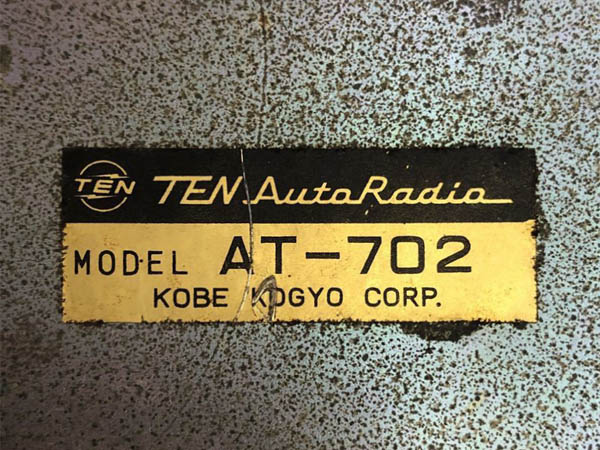 TEN TEN AutoRadio
MODEL AT-702
KOBE KOGYO CORP.